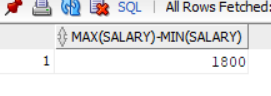 SQL | All Rows Fetched:
MAX(SALARY)-MIN(SALARY)
1 1800